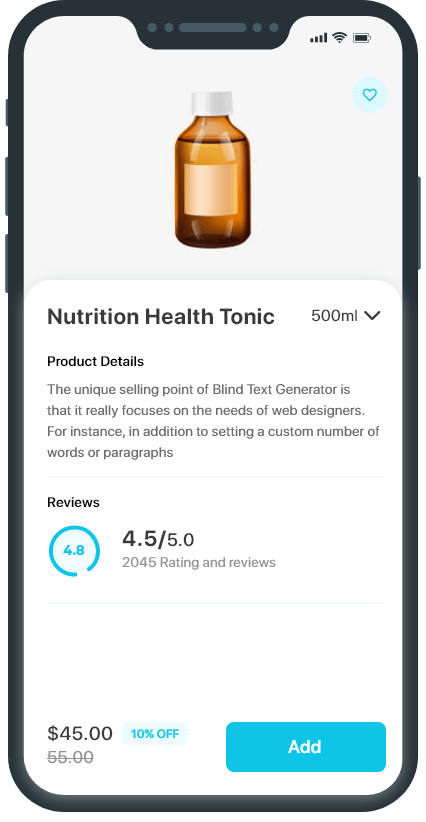 Nutrition Health Tonic 500ml
Product Details
The unique selling point of Blind Text Generator is
that it really focuses on the needs of web designers.
For instance, in addition to setting a custom number of
words or paragraphs
Reviews
4.8
4.5/5.0
2045 Rating and reviews
$45.00 10% OFF
55.00
Add